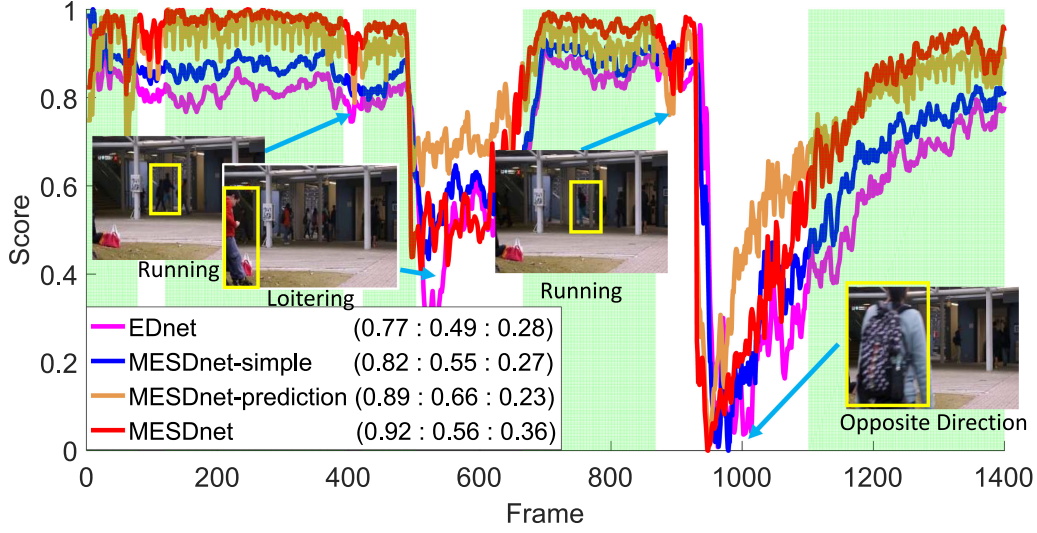 Score
1
0.8
0.6
0.4
0.2
0
Running
Loitering
Running
Opposite Direction
EDnet (0.77 : 0.49 : 0.28)
MESDnet-simple (0.82 : 0.55 : 0.27)
MESDnet-prediction (0.89 : 0.66 : 0.23)
MESDnet (0.92 : 0.56 : 0.36)
0 200 400 600 800 1000 1200 1400
Frame